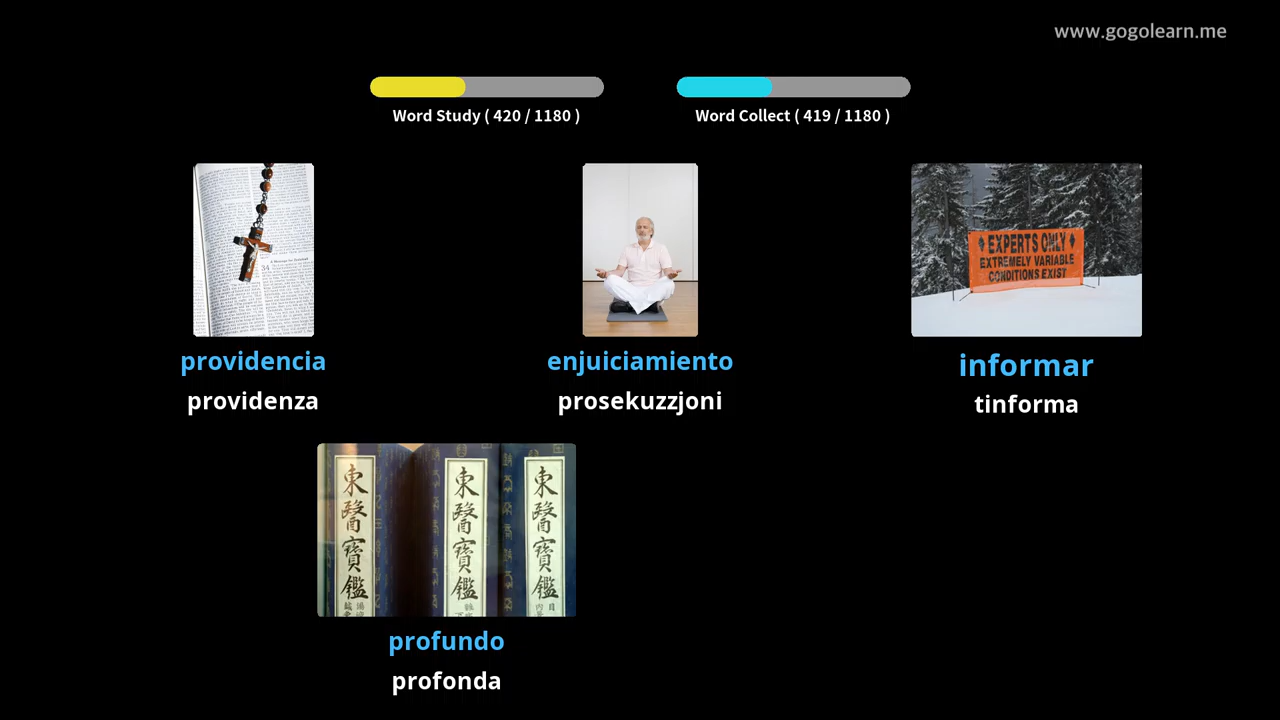 www.gogolearn.me
Word Study ( 420 / 1180 )
Word Collect ( 419 / 1180 )
EXPERTS ONLY
EXTREMELY VARIABLE
CONDITIONS EXIST
providencia
providenza
enjuiciamiento
prosekuzzjoni
informar
tinforma
東醫寶鑑
東醫寶鑑
東醫寶鑑
profundo
profonda